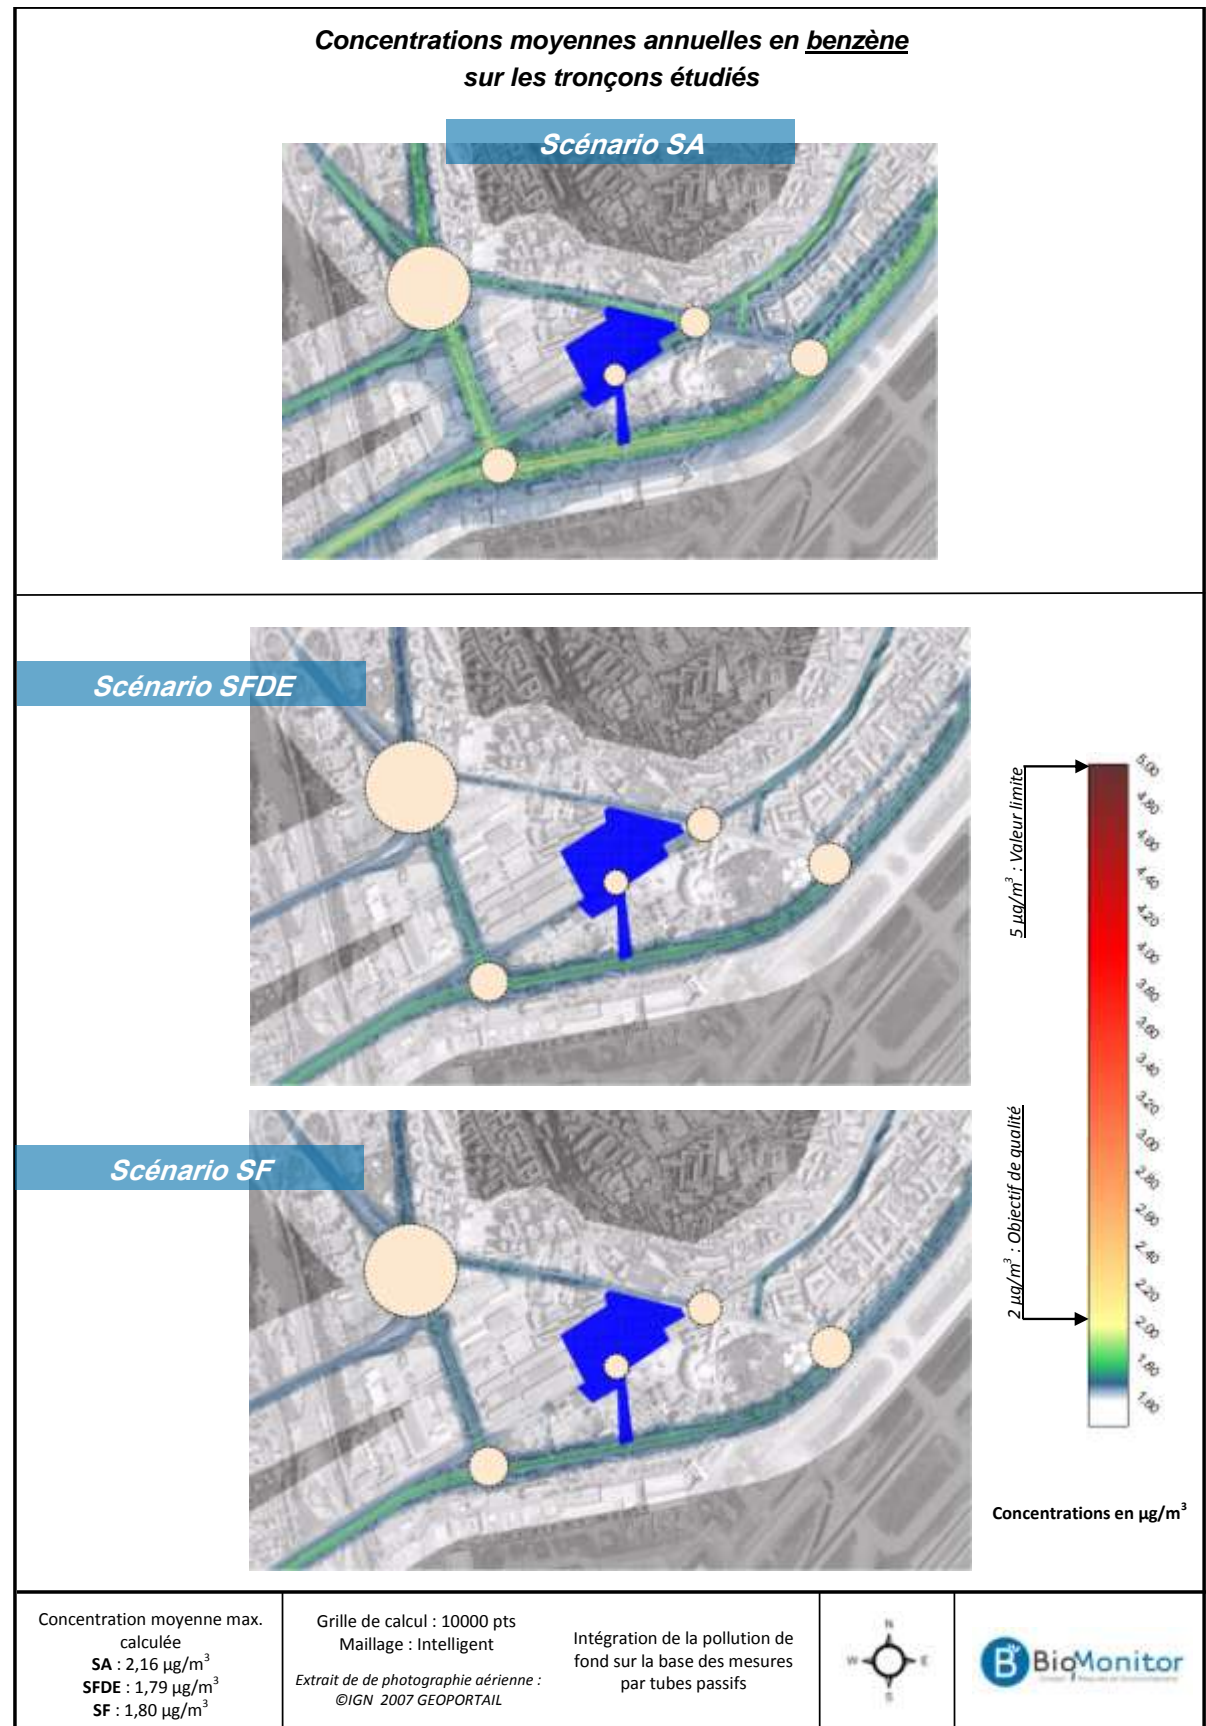 Concentrations moyennes annuelles en benzène
sur les tronçons étudiés
Scénario SA
Scénario SFDE
Scénario SF
5 µg/m³ : Valeur limite
2 µg/m³ : Objectif de qualité
5,00
4,80
4,60
4,40
4,20
4,00
3,80
3,60
3,40
3,20
3,00
2,80
2,60
2,40
2,20
2,00
1,80
1,60
Concentrations en µg/m³
Concentration moyenne max.
calculée
SA : 2,16 µg/m³
SFDE : 1,79 µg/m³
SF : 1,80 µg/m³
Grille de calcul : 10000 pts
Maillage : Intelligent
Extrait de de photographie aérienne :
©IGN 2007 GEOPORTAIL
Intégration de la pollution de
fond sur la base des mesures
par tubes passifs
N
W
E
S
BioMonitor